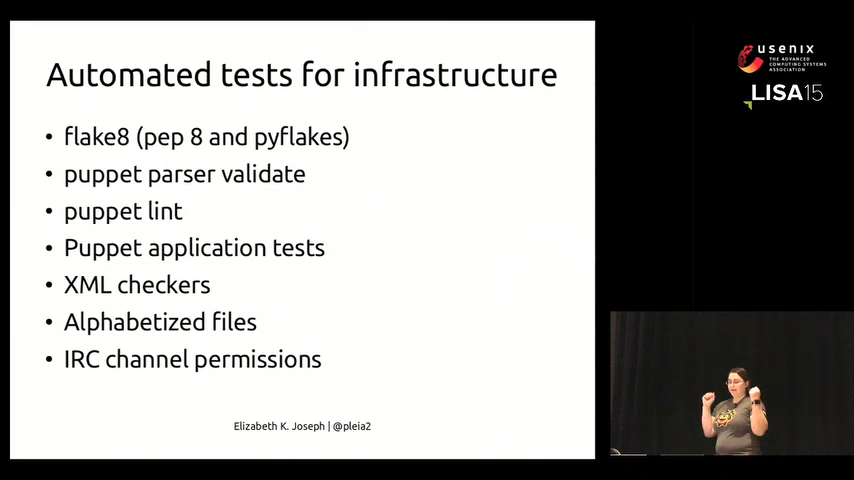 Automated tests for infrastructure
• flake8 (pep 8 and pyflakes)
• puppet parser validate
• puppet lint
• Puppet application tests
• XML checkers
• Alphabetized files
• IRC channel permissions
Elizabeth K. Joseph | @pleia2
usenix
THE ADVANCED
COMPUTING SYSTEMS
ASSOCIATION
LISA15